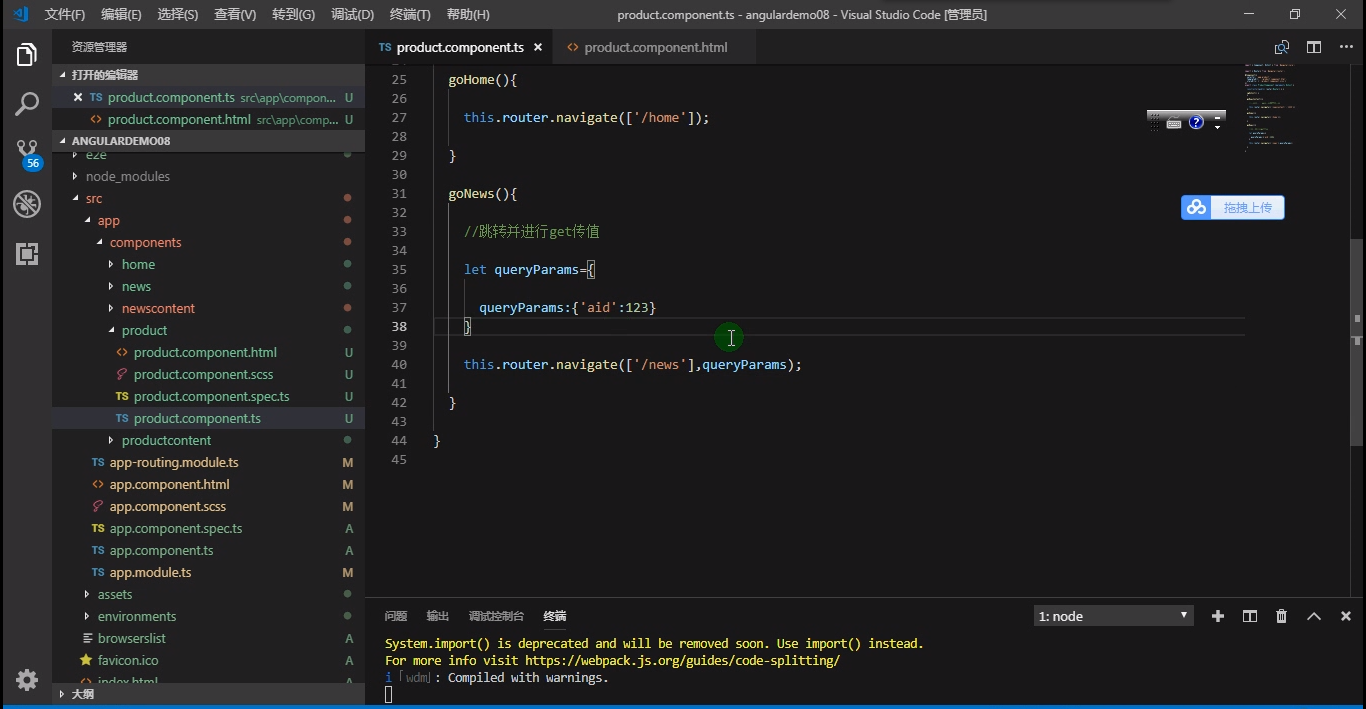 文件(F) 编辑(E) 选择(S) 查看(V) 转到(G) 调试(D) 终端(T) 帮助(H) product.component.ts - angulardemo08 - Visual Studio Code [管理员]
资源管理器
打开的编辑器
TS product.component.ts src\app\compon... U
<> product.component.html src\app\comp... U
ANGULARDEMO08
e2e
node_modules
src
app
components
home
news
newscontent
product
<> product.component.html U
product.component.scss U
TS product.component.spec.ts U
TS product.component.ts U
productcontent
TS app-routing.module.ts M
<> app.component.html M
app.component.scss M
TS app.component.spec.ts A
TS app.component.ts A
TS app.module.ts M
assets
environments
browserslist A
favicon.ico A
<> index.html A
大纲
56
TS product.component.ts × <> product.component.html
25 goHome(){
26
27 this.router.navigate(['/home']);
28
29 }
30
31 goNews(){
32
33 //跳转并进行get传值
34
35 let queryParams={
36
37 queryParams:{'aid':123}
38 }
39
40 this.router.navigate(['/news'],queryParams);
41
42 }
43
44 }
45
拖拽上传
问题 输出 调试控制台 终端 1: node
System.import() is deprecated and will be removed soon. Use import() instead.
For more info visit https://webpack.js.org/guides/code-splitting/
i ｢wdm｣: Compiled with warnings.